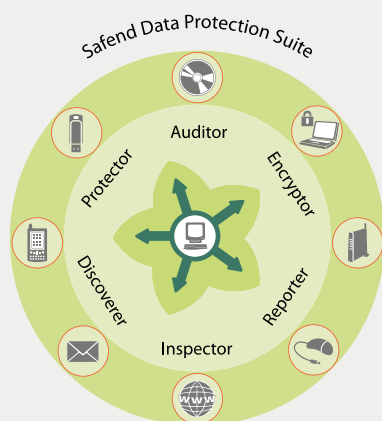 Safend Data Protection Suite
Auditor
Encryptor
Reporter
Inspector
Discoverer
Protector
www